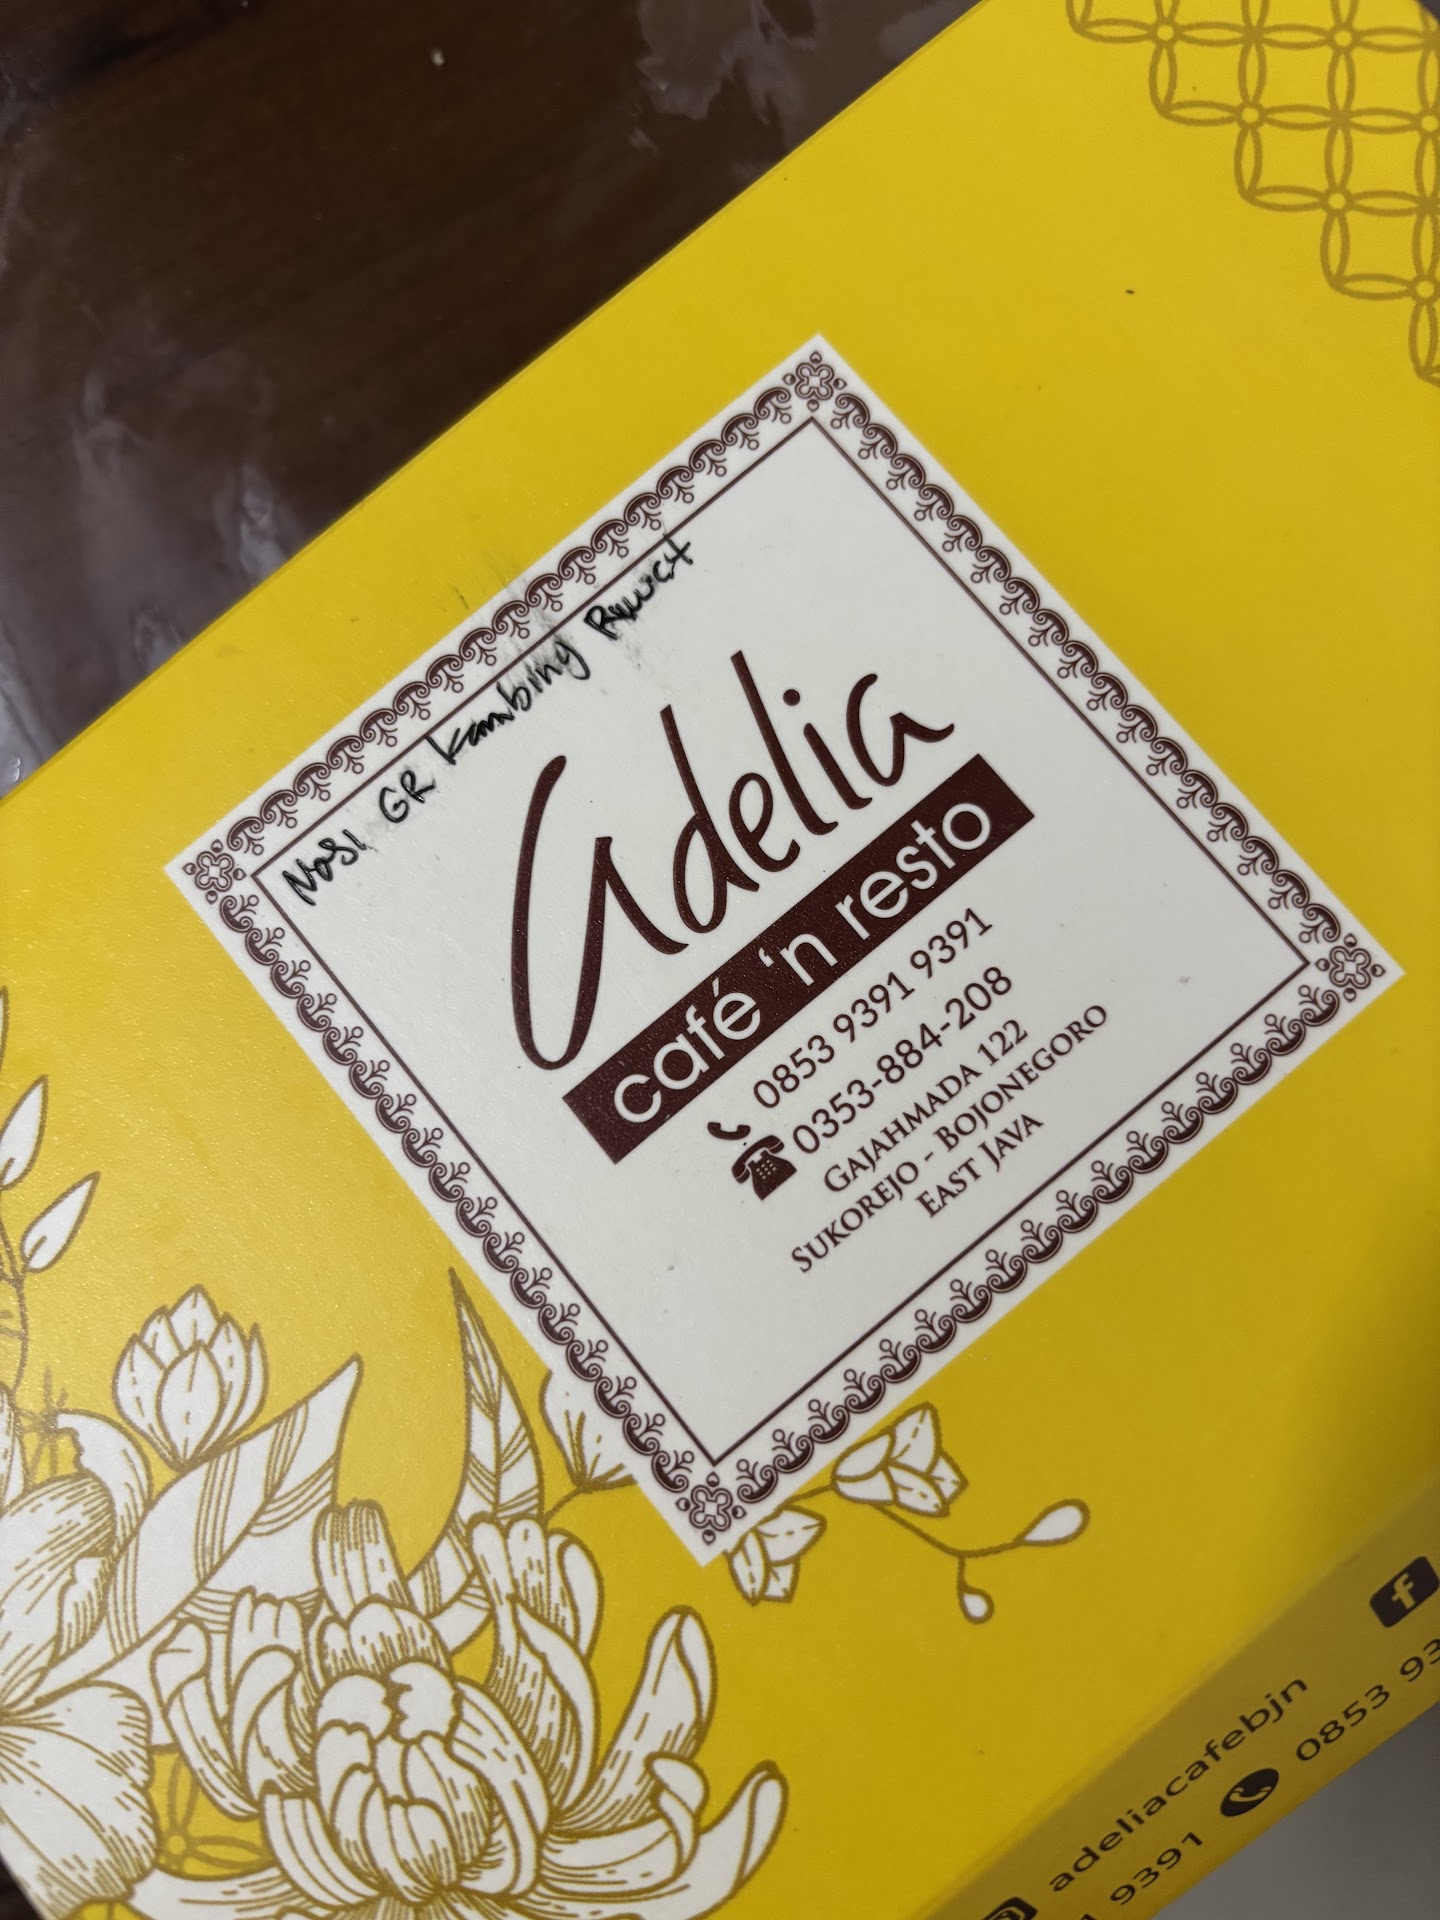 Nasi GR Kambing
adelia
café 'n resto
0853 9391 9391
0353-884-208
GAJAHMADA 122
SUKOREJO - BOJONEGORO
EAST JAVA
f
adeliacafebjn
9391 0853 93